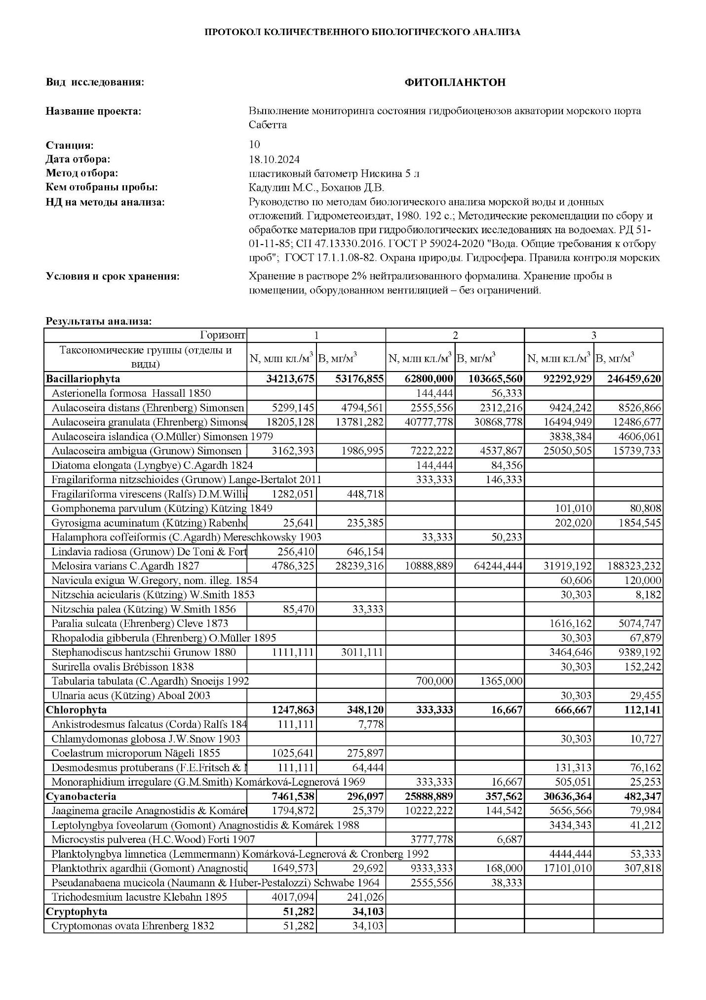 ПРОТОКОЛ КОЛИЧЕСТВЕННОГО БИОЛОГИЧЕСКОГО АНАЛИЗА
Вид исследования: ФИТОПЛАНКТОН
Название проекта: Выполнение мониторинга состояния гидробиоценозов акватории морского порта
Сабетта
Станция: 10
Дата отбора: 18.10.2024
Метод отбора: пластиковый батометр Нискина 5 л
Кем отобраны пробы: Кадулин М.С., Боханов Д.В.
НД на методы анализа: Руководство по методам биологического анализа морской воды и донных
отложений. Гидрометеоиздат, 1980. 192 с.; Методические рекомендации по сбору и
обработке материалов при гидробиологических исследованиях на водоемах. РД 51-
01-11-85; СП 47.13330.2016. ГОСТ Р 59024-2020 "Вода. Общие требования к отбору
проб"; ГОСТ 17.1.1.08-82. Охрана природы. Гидросфера. Правила контроля морских
Условия и срок хранения: Хранение в растворе 2% нейтрализованного формалина. Хранение пробы в
помещении, оборудованном вентиляцией – без ограничений.
Результаты анализа:
Горизонт 1 2 3
Таксономические группы (отделы и
виды) N, млн кл./м³ B, мг/м³ N, млн кл./м³ B, мг/м³ N, млн кл./м³ B, мг/м³
Bacillariophyta 34213,675 53176,855 62800,000 103665,560 92292,929 246459,620
Asterionella formosa Hassall 1850 144,444 56,333
Aulacoseira distans (Ehrenberg) Simonsen 5299,145 4794,561 2555,556 2312,216 9424,242 8526,866
Aulacoseira granulata (Ehrenberg) Simonse 18205,128 13781,282 40777,778 30868,778 16494,949 12486,677
Aulacoseira islandica (O.Müller) Simonsen 1979 3838,384 4606,061
Aulacoseira ambigua (Grunow) Simonsen 3162,393 1986,995 7222,222 4537,867 25050,505 15739,733
Diatoma elongata (Lyngbye) C.Agardh 1824 144,444 84,356
Fragilariforma nitzschioides (Grunow) Lange-Bertalot 2011 333,333 146,333
Fragilariforma virescens (Ralfs) D.M.Willia 1282,051 448,718
Gomphonema parvulum (Kützing) Kützing 1849 101,010 80,808
Gyrosigma acuminatum (Kützing) Rabenho 25,641 235,385 202,020 1854,545
Halamphora coffeiformis (C.Agardh) Mereschkowsky 1903 33,333 50,233
Lindavia radiosa (Grunow) De Toni & Fort 256,410 646,154
Melosira varians C.Agardh 1827 4786,325 28239,316 10888,889 64244,444 31919,192 188323,232
Navicula exigua W.Gregory, nom. illeg. 1854 60,606 120,000
Nitzschia acicularis (Kützing) W.Smith 1853 30,303 8,182
Nitzschia palea (Kützing) W.Smith 1856 85,470 33,333
Paralia sulcata (Ehrenberg) Cleve 1873 1616,162 5074,747
Rhopalodia gibberula (Ehrenberg) O.Müller 1895 30,303 67,879
Stephanodiscus hantzschii Grunow 1880 1111,111 3011,111 3464,646 9389,192
Surirella ovalis Brébisson 1838 30,303 152,242
Tabularia tabulata (C.Agardh) Snoeijs 1992 700,000 1365,000
Ulnaria acus (Kützing) Aboal 2003 30,303 29,455
Chlorophyta 1247,863 348,120 333,333 16,667 666,667 112,141
Ankistrodesmus falcatus (Corda) Ralfs 184 111,111 7,778
Chlamydomonas globosa J.W.Snow 1903 30,303 10,727
Coelastrum microporum Nägeli 1855 1025,641 275,897
Desmodesmus protuberans (F.E.Fritsch & 111,111 64,444 131,313 76,162
Monoraphidium irregulare (G.M.Smith) Komárková-Legnerová 1969 333,333 16,667 505,051 25,253
Cyanobacteria 7461,538 296,097 25888,889 357,562 30636,364 482,347
Jaaginema gracile Anagnostidis & Komárel 1794,872 25,379 10222,222 144,542 5656,566 79,984
Leptolyngbya foveolarum (Gomont) Anagnostidis & Komárek 1988 3434,343 41,212
Microcystis pulverea (H.C.Wood) Forti 1907 3777,778 6,687
Planktolyngbya limnetica (Lemmermann) Komárková-Legnerová & Cronberg 1992 4444,444 53,333
Planktothrix agardhii (Gomont) Anagnostic 1649,573 29,692 9333,333 168,000 17101,010 307,818
Pseudanabaena mucicola (Naumann & Huber-Pestalozzi) Schwabe 1964 2555,556 38,333
Trichodesmium lacustre Klebahn 1895 4017,094 241,026
Cryptophyta 51,282 34,103
Cryptomonas ovata Ehrenberg 1832 51,282 34,103